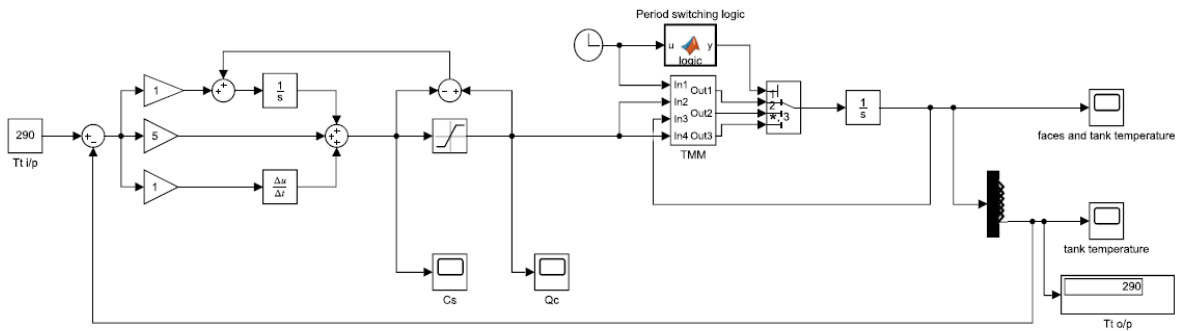 Period switching logic
u
y
logic
In1
In2
In3
In4
Out1
Out2
Out3
TMM
1
2
*, 3
1
s
faces and tank temperature
tank temperature
290
Tt o/p
290
Tt i/p
+
-
1
5
1
+
+
1
s
Δu
Δt
+
+
+
-
+
Cs
Qc